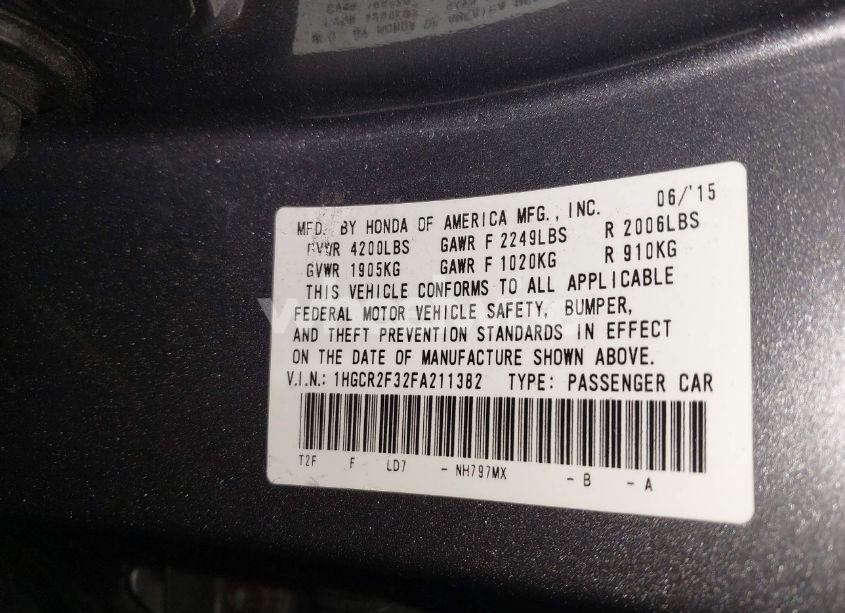 MFD. BY HONDA OF AMERICA MFG., INC. 06/'15
GVWR 4200LBS GAWR F 2249LBS R 2006LBS
GVWR 1905KG GAWR F 1020KG R 910KG
THIS VEHICLE CONFORMS TO ALL APPLICABLE
FEDERAL MOTOR VEHICLE SAFETY, BUMPER,
AND THEFT PREVENTION STANDARDS IN EFFECT
ON THE DATE OF MANUFACTURE SHOWN ABOVE.
V.I.N.: 1HGCR2F32FA211382 TYPE: PASSENGER CAR
T2F F LD7 - NH797MX - B - A